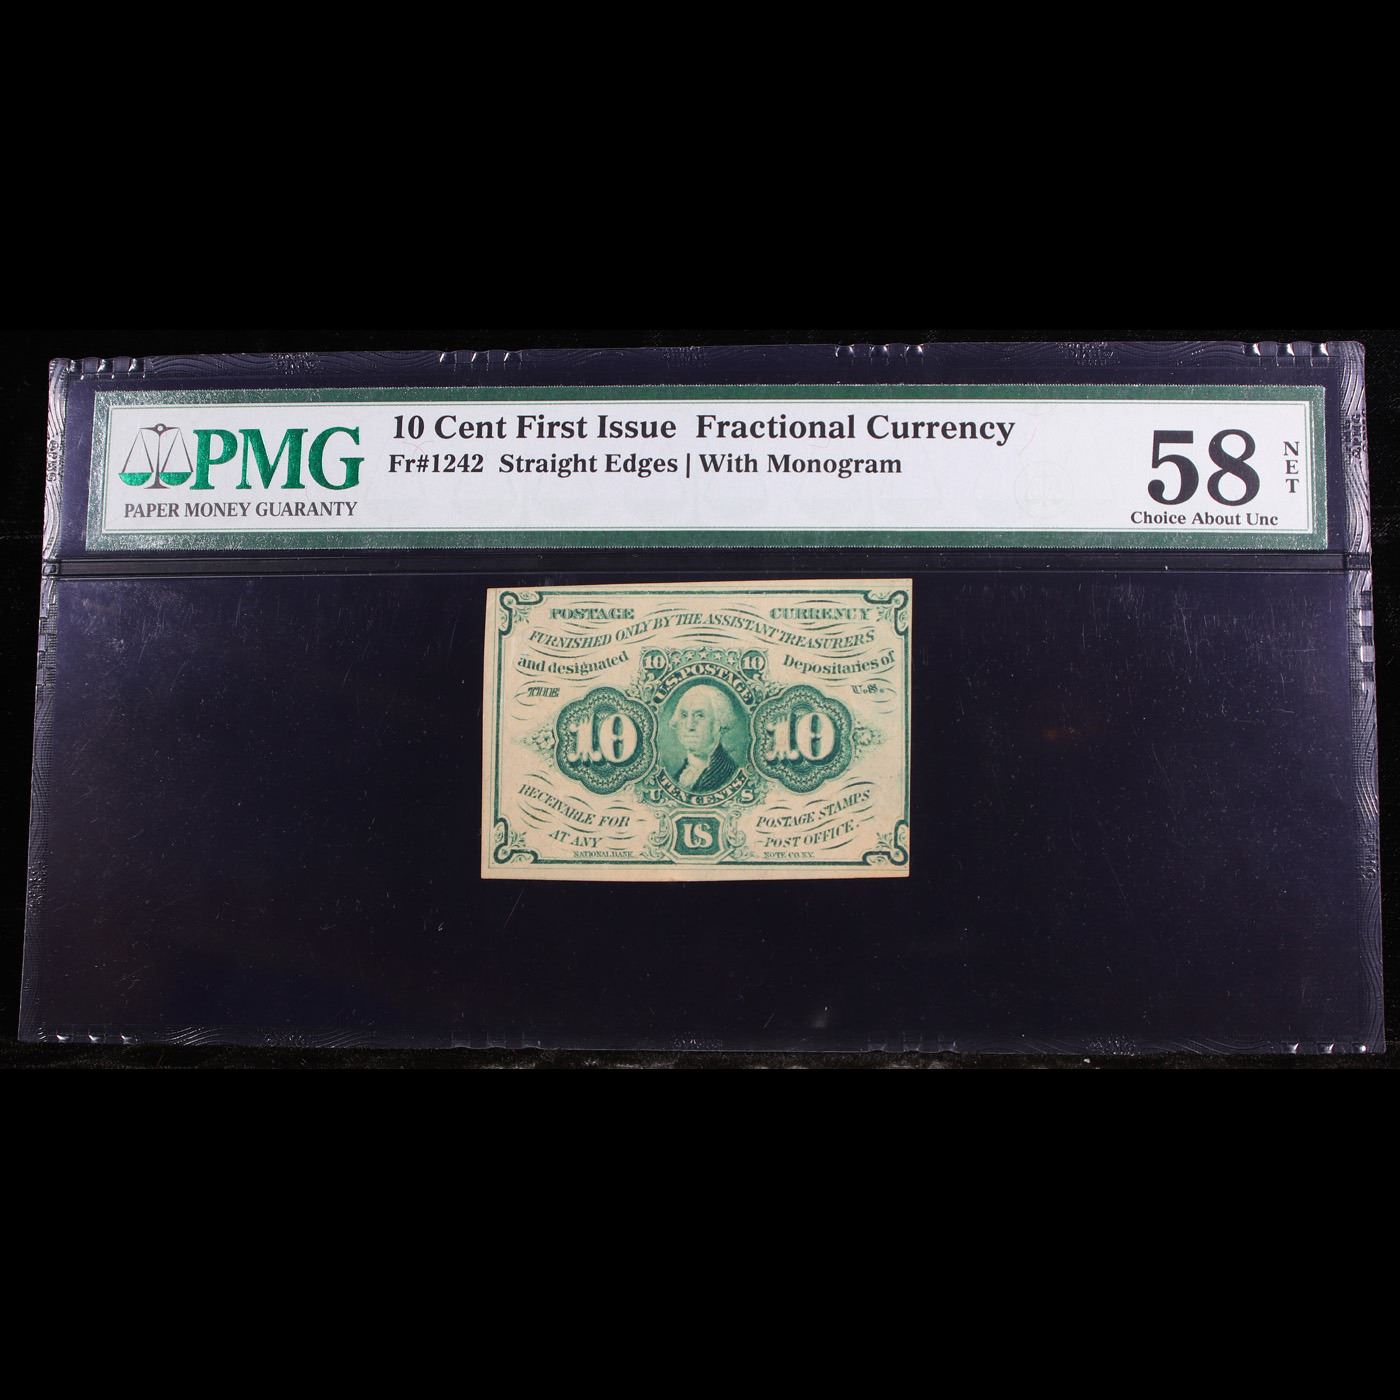 PMG
PAPER MONEY GUARANTY
10 Cent First Issue Fractional Currency
Fr#1242 Straight Edges | With Monogram
58
NET
Choice About Unc
POSTAGE CURRENCY
FURNISHED ONLY BY THE ASSISTANT TREASURERS
and designated Depositaries of
THE U.S.
10 10
U.S. POSTAGE
10 10
TEN CENTS.
U S
RECEIVABLE FOR POSTAGE STAMPS
AT ANY POST OFFICE.
US
NATIONAL BANK NOTE CO. N.Y.